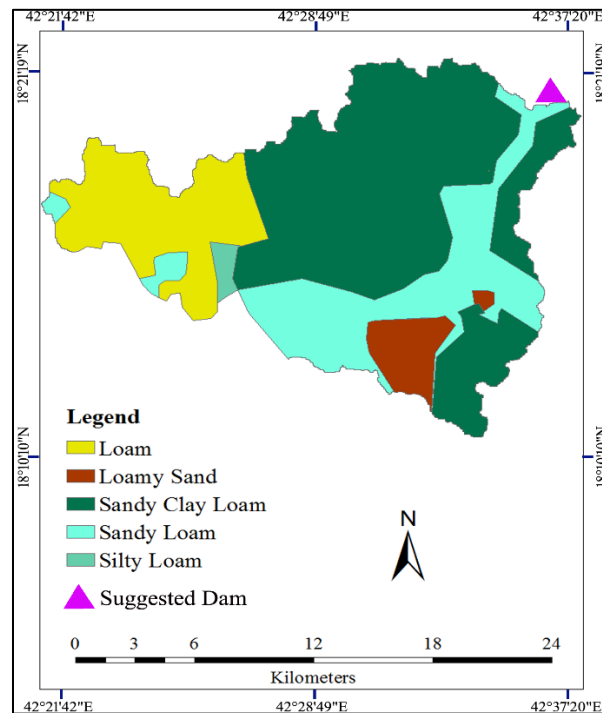 42°21'42"E 42°28'49"E 42°37'20"E
18°21'19"N 18°21'19"N
Legend
Loam
Loamy Sand
Sandy Clay Loam
Sandy Loam
Silty Loam
Suggested Dam
18°10'10"N 18°10'10"N
N
0 3 6 12 18 24
Kilometers
42°21'42"E 42°28'49"E 42°37'20"E